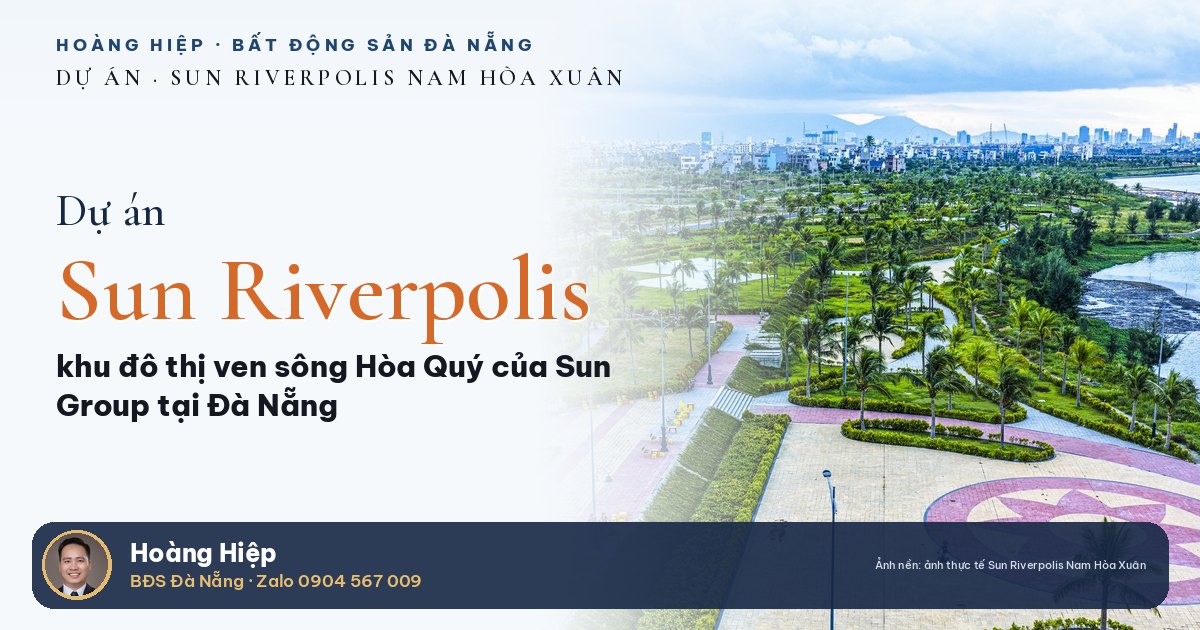 HOÀNG HIỆP · BẤT ĐỘNG SẢN ĐÀ NẴNG
DỰ ÁN · SUN RIVERPOLIS NAM HÒA XUÂN
Dự án
Sun Riverpolis
khu đô thị ven sông Hòa Quý của Sun
Group tại Đà Nẵng
Hoàng Hiệp
BĐS Đà Nẵng · Zalo 0904 567 009
Ảnh nền: ảnh thực tế Sun Riverpolis Nam Hòa Xuân